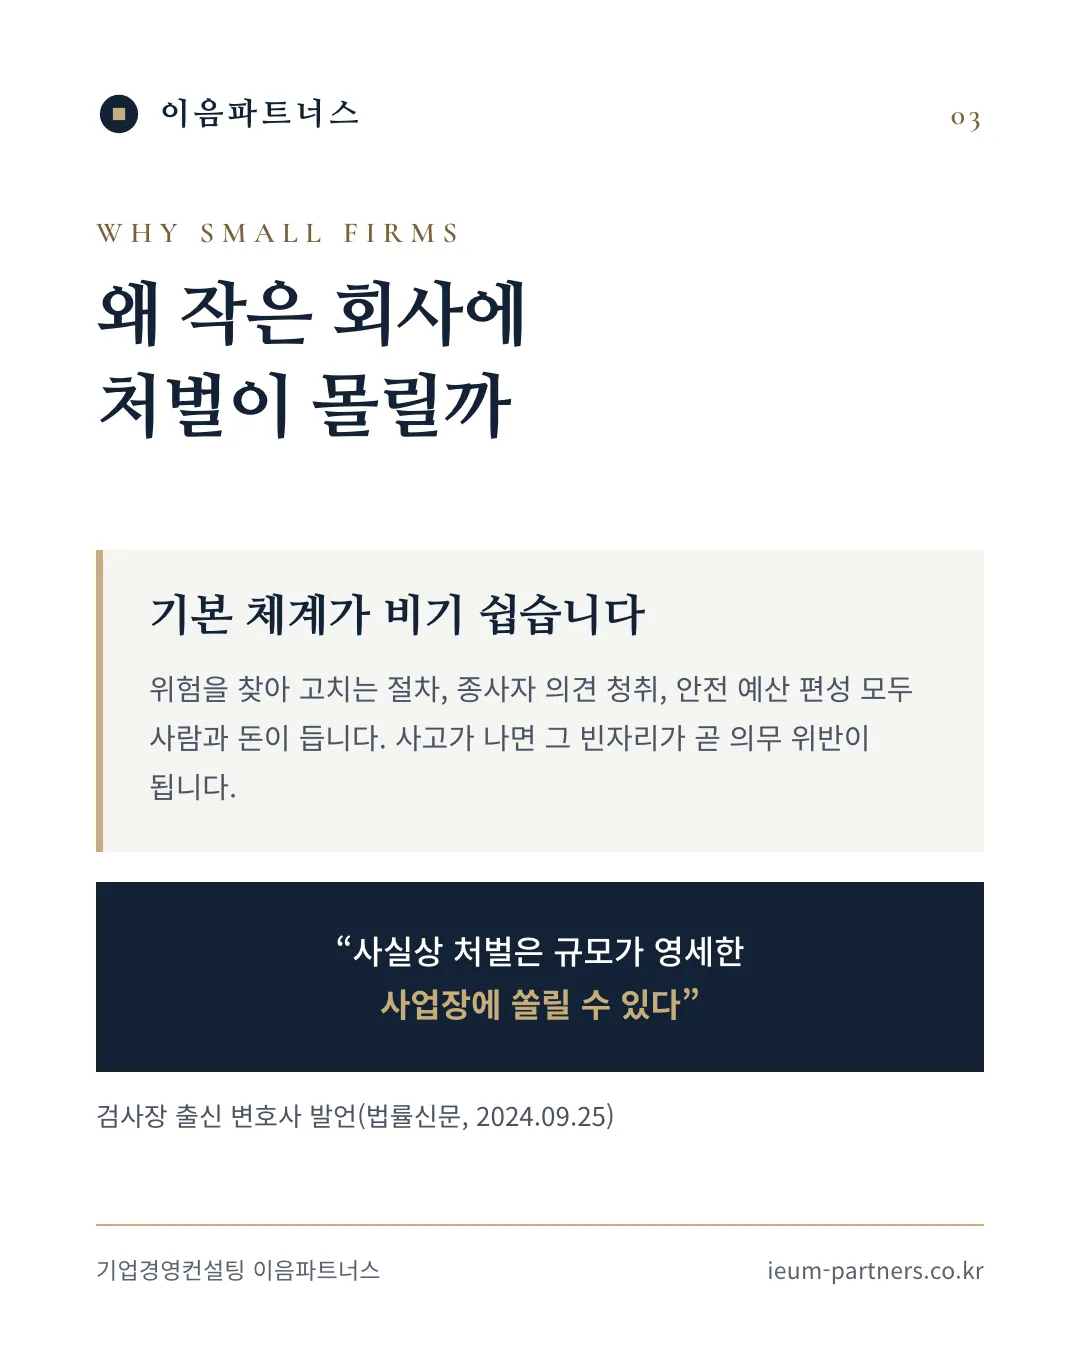 이음파트너스
03
WHY SMALL FIRMS
왜 작은 회사에
처벌이 몰릴까
기본 체계가 비기 쉽습니다
위험을 찾아 고치는 절차, 종사자 의견 청취, 안전 예산 편성 모두
사람과 돈이 듭니다. 사고가 나면 그 빈자리가 곧 의무 위반이
됩니다.
“사실상 처벌은 규모가 영세한
사업장에 쏠릴 수 있다”
검사장 출신 변호사 발언(법률신문, 2024.09.25)
기업경영컨설팅 이음파트너스
ieum-partners.co.kr